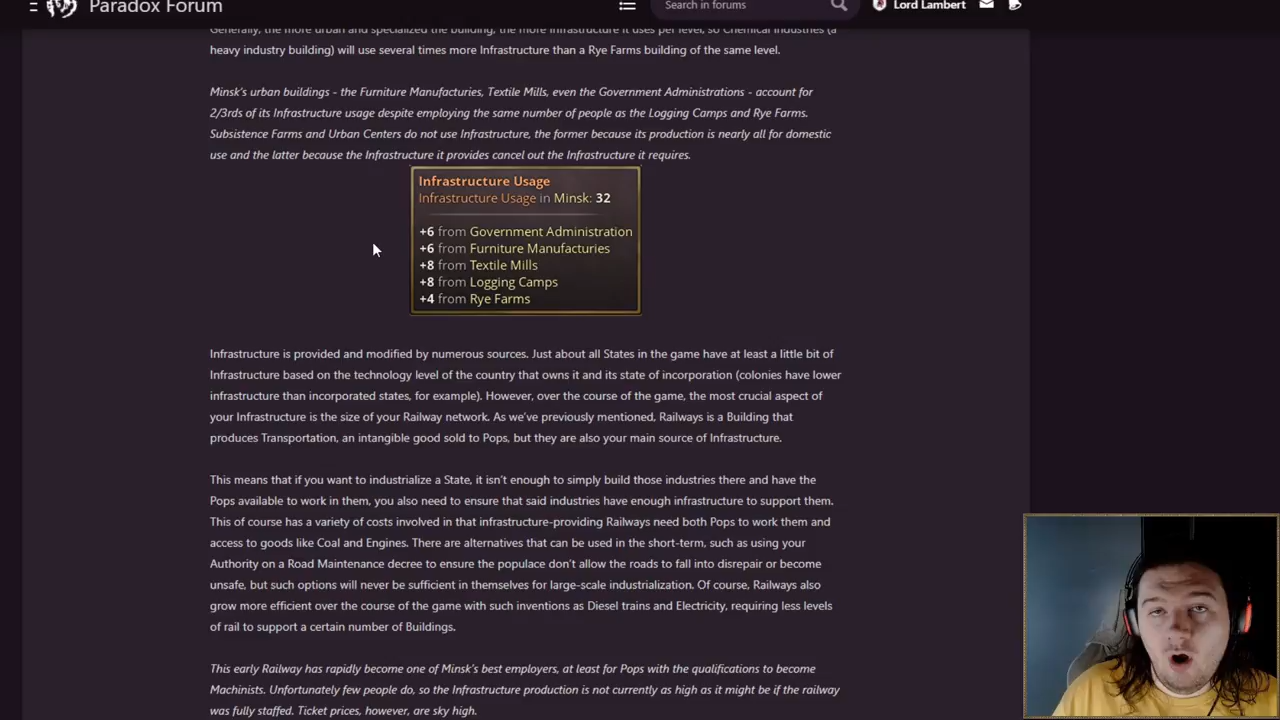 Paradox Forum
Search in forums
Lord Lambert
Generally, the more urban and specialized the building, the more Infrastructure it uses per level, so Chemical Industries (a
heavy industry building) will use several times more Infrastructure than a Rye Farms building of the same level.
Minsk's urban buildings - the Furniture Manufacturies, Textile Mills, even the Government Administrations - account for
2/3rds of its Infrastructure usage despite employing the same number of people as the Logging Camps and Rye Farms.
Subsistence Farms and Urban Centers do not use Infrastructure, the former because its production is nearly all for domestic
use and the latter because the Infrastructure it provides cancel out the Infrastructure it requires.
Infrastructure Usage
Infrastructure Usage in Minsk: 32
+6 from Government Administration
+6 from Furniture Manufacturies
+8 from Textile Mills
+8 from Logging Camps
+4 from Rye Farms
Infrastructure is provided and modified by numerous sources. Just about all States in the game have at least a little bit of
Infrastructure based on the technology level of the country that owns it and its state of incorporation (colonies have lower
infrastructure than incorporated states, for example). However, over the course of the game, the most crucial aspect of
your Infrastructure is the size of your Railway network. As we've previously mentioned, Railways is a Building that
produces Transportation, an intangible good sold to Pops, but they are also your main source of Infrastructure.
This means that if you want to industrialize a State, it isn't enough to simply build those industries there and have the
Pops available to work in them, you also need to ensure that said industries have enough infrastructure to support them.
This of course has a variety of costs involved in that infrastructure-providing Railways need both Pops to work them and
access to goods like Coal and Engines. There are alternatives that can be used in the short-term, such as using your
Authority on a Road Maintenance decree to ensure the populace don't allow the roads to fall into disrepair or become
unsafe, but such options will never be sufficient in themselves for large-scale industrialization. Of course, Railways also
grow more efficient over the course of the game with such inventions as Diesel trains and Electricity, requiring less levels
of rail to support a certain number of Buildings.
This early Railway has rapidly become one of Minsk's best employers, at least for Pops with the qualifications to become
Machinists. Unfortunately few people do, so the Infrastructure production is not currently as high as it might be if the railway
was fully staffed. Ticket prices, however, are sky high.